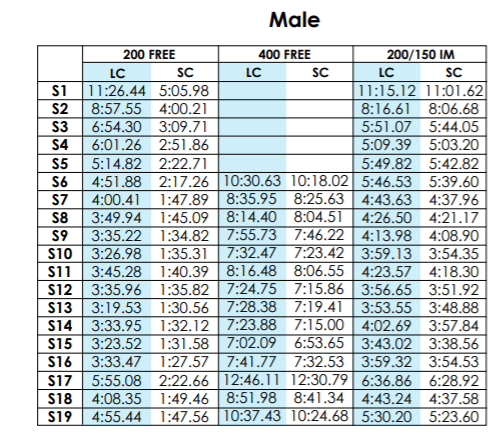 Male
200 FREE 400 FREE 200/150 IM
LC SC LC SC LC SC
S1 11:26.44 5:05.98 11:15.12 11:01.62
S2 8:57.55 4:00.21 8:16.61 8:06.68
S3 6:54.30 3:09.71 5:51.07 5:44.05
S4 6:01.26 2:51.86 5:09.39 5:03.20
S5 5:14.82 2:22.71 5:49.82 5:42.82
S6 4:51.88 2:17.26 10:30.63 10:18.02 5:46.53 5:39.60
S7 4:00.41 1:47.89 8:35.95 8:25.63 4:43.63 4:37.96
S8 3:49.94 1:45.09 8:14.40 8:04.51 4:26.50 4:21.17
S9 3:35.22 1:34.82 7:55.73 7:46.22 4:13.98 4:08.90
S10 3:26.98 1:35.31 7:32.47 7:23.42 3:59.13 3:54.35
S11 3:45.28 1:40.39 8:16.48 8:06.55 4:23.57 4:18.30
S12 3:35.96 1:35.82 7:24.75 7:15.86 3:56.65 3:51.92
S13 3:19.53 1:30.56 7:28.38 7:19.41 3:53.55 3:48.88
S14 3:33.95 1:32.12 7:23.88 7:15.00 4:02.69 3:57.84
S15 3:23.52 1:31.58 7:02.09 6:53.65 3:43.02 3:38.56
S16 3:33.47 1:27.57 7:41.77 7:32.53 3:59.32 3:54.53
S17 5:55.08 2:22.66 12:46.11 12:30.79 6:36.86 6:28.92
S18 4:08.35 1:49.46 8:51.98 8:41.34 4:43.24 4:37.58
S19 4:55.44 1:47.56 10:37.43 10:24.68 5:30.20 5:23.60